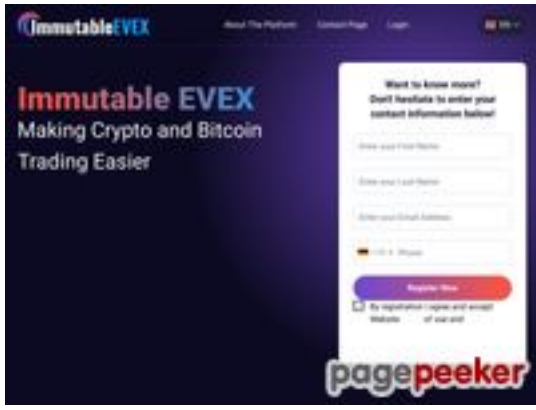 ImmutableEVEX
About The Platform
Contact Page
Login
EN
Immutable EVEX
Making Crypto and Bitcoin
Trading Easier
Want to know more?
Don't hesitate to enter your
contact information below!
Enter your First Name
Enter your Last Name
Enter your Email Address
Phone
Register Now
By registration I agree and accept
Website of use and
pagepeeker